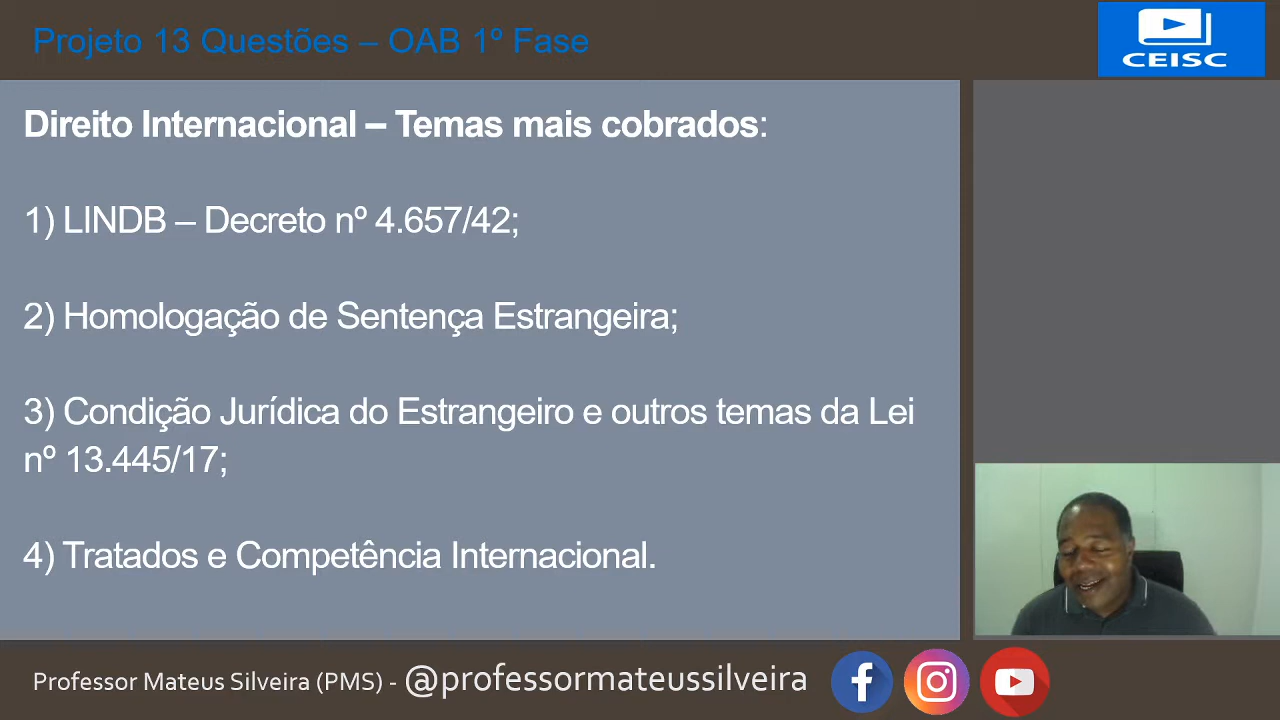 Projeto 13 Questões – OAB 1º Fase
CEISC
Direito Internacional – Temas mais cobrados:
1) LINDB – Decreto nº 4.657/42;
2) Homologação de Sentença Estrangeira;
3) Condição Jurídica do Estrangeiro e outros temas da Lei
nº 13.445/17;
4) Tratados e Competência Internacional.
Professor Mateus Silveira (PMS) - @professormateussilveira